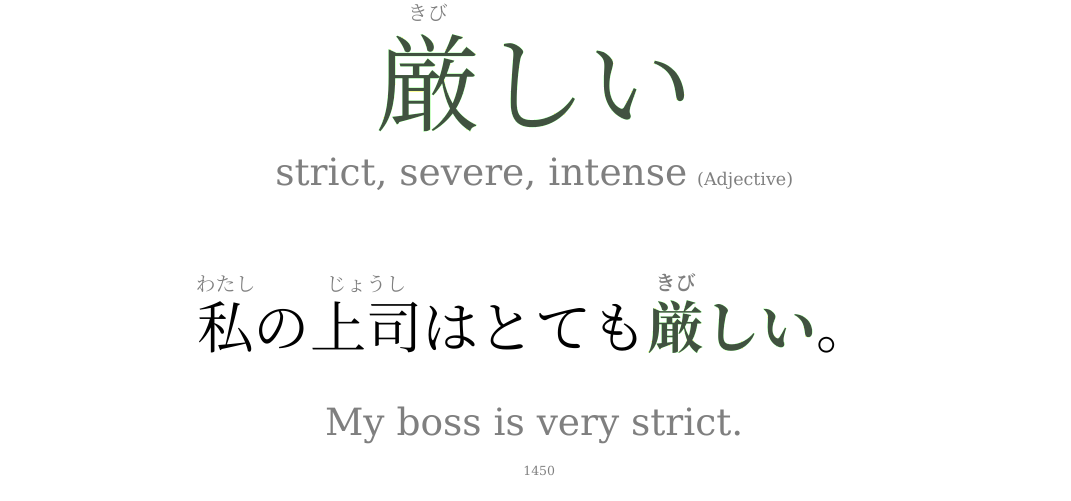 きび
厳しい
strict, severe, intense (Adjective)
わたし じょうし きび
私の上司はとても厳しい。
My boss is very strict.
1450